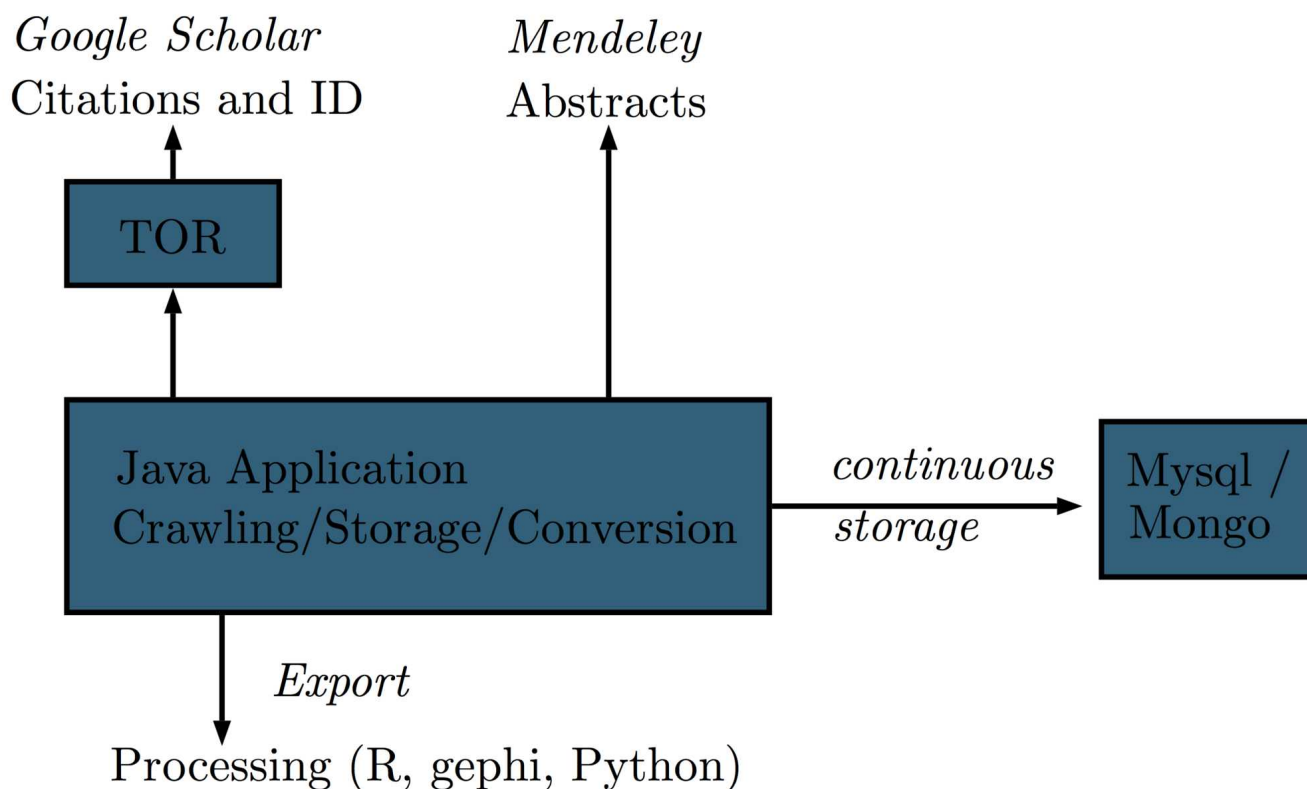 Google Scholar
Citations and ID
Mendeley
Abstracts
TOR
Java Application
Crawling/Storage/Conversion
continuous
storage
Mysql /
Mongo
Export
Processing (R, gephi, Python)